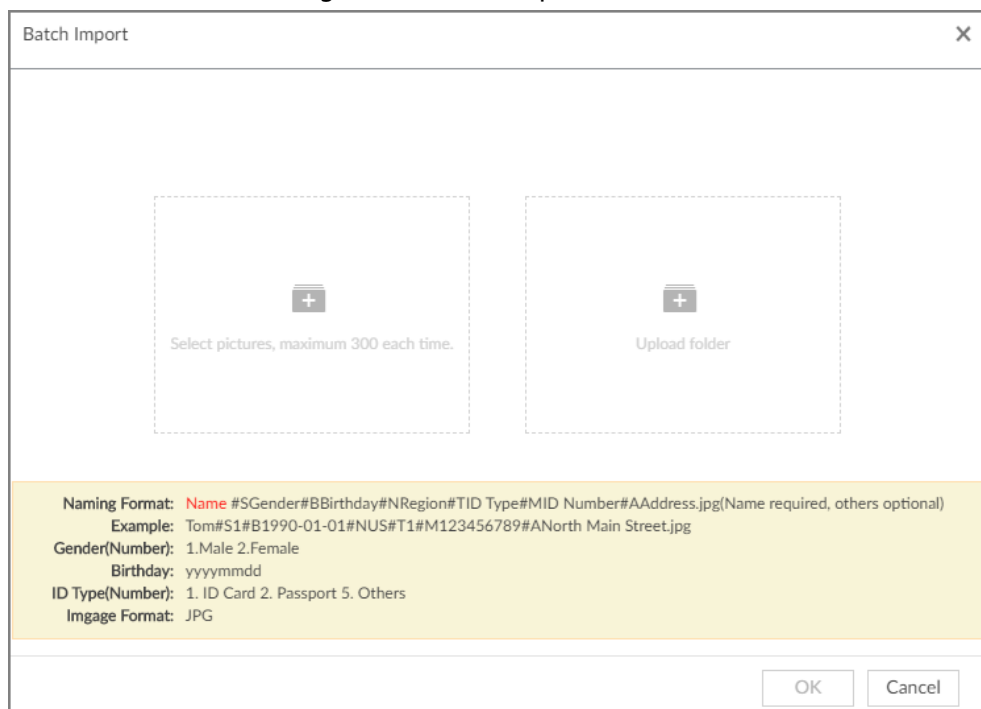 Batch Import
Select pictures, maximum 300 each time.
Upload folder
Naming Format: Name #SGender#BBirthday#NRegion#TID Type#MID Number#AAddress.jpg(Name required, others optional)
Example: Tom#S1#B1990-01-01#NUS#T1#M123456789#ANorth Main Street.jpg
Gender(Number): 1.Male 2.Female
Birthday: yyyymmdd
ID Type(Number): 1. ID Card 2. Passport 5. Others
Imgage Format: JPG
OK Cancel